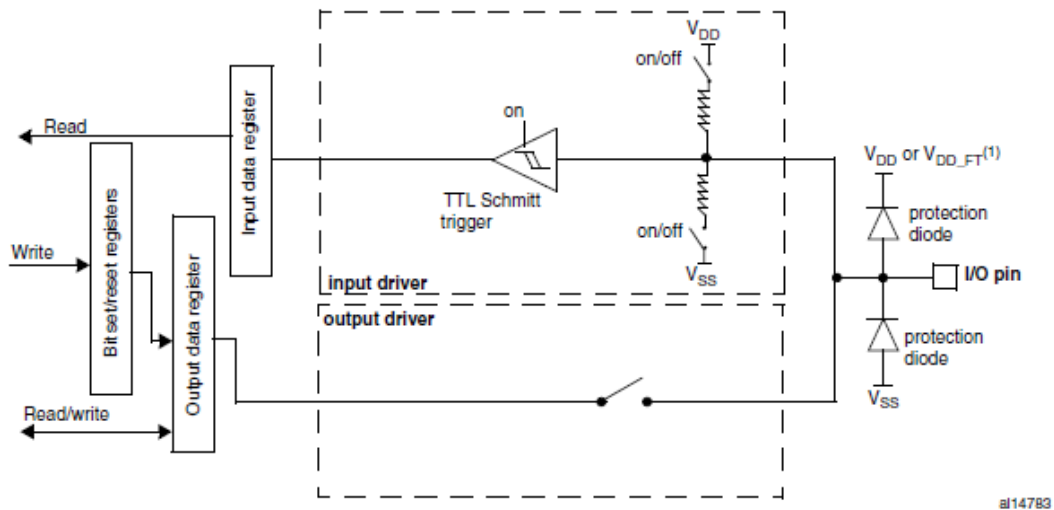 V_DD
on/off
on
Read
Input data register
TTL Schmitt
trigger
V_DD or V_DD_FT(1)
protection
diode
Write
Bit set/reset registers
Output data register
on/off
V_SS
input driver
I/O pin
output driver
protection
diode
V_SS
Read/write
ai14783